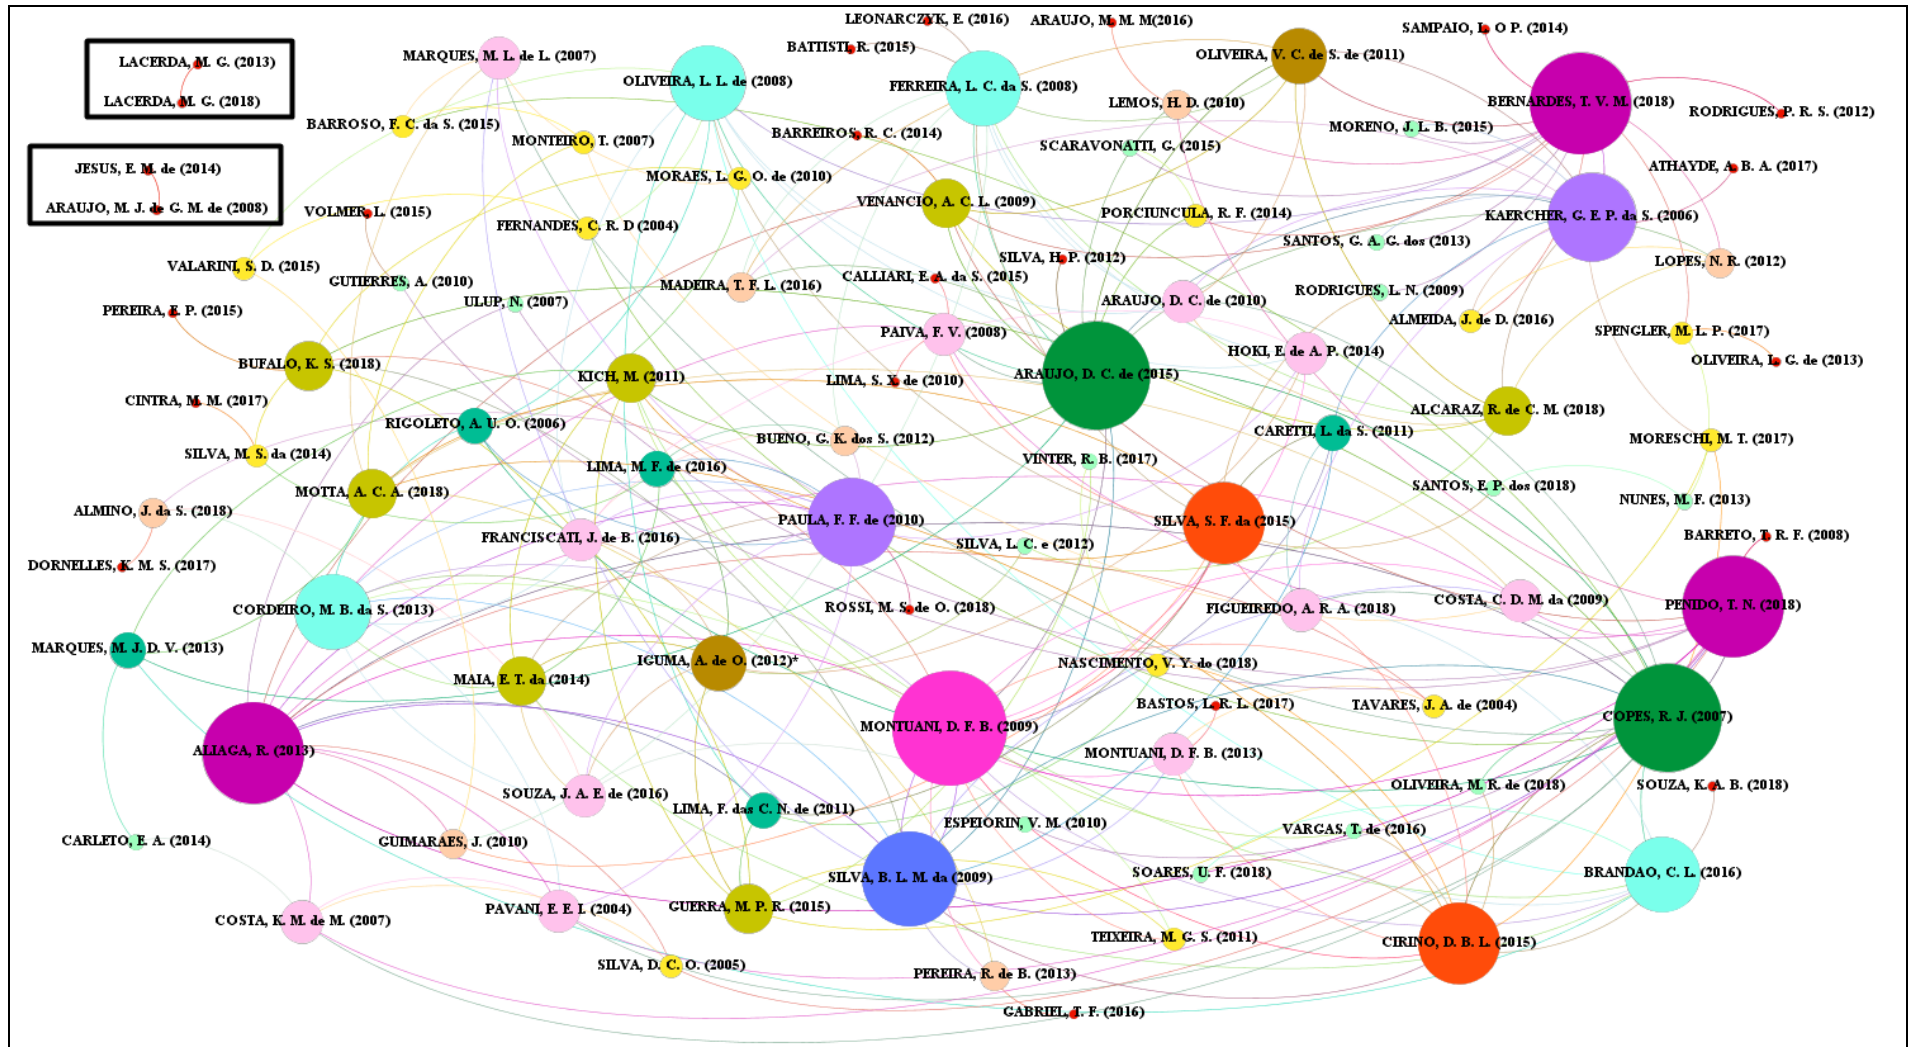 LEONARCZYK, E. (2016)
ARAUJO, M. M. M(2016)
SAMPAIO, L. O P. (2014)
BATTISTI, R. (2015)
MARQUES, M. L. de L. (2007)
OLIVEIRA, V. C. de S. de (2011)
LACERDA, M. G. (2013)
OLIVEIRA, L. L. de (2008)
FERREIRA, L. C. da S. (2008)
LACERDA, M. G. (2018)
LEMOS, H. D. (2010)
BERNARDES, T. V. M. (2018)
RODRIGUES, P. R. S. (2012)
BARROSO, F. C. da S. (2015)
MONTEIRO, T. (2007)
BARREIROS, R. C. (2014)
MORENO, J. L. B. (2015)
SCARAVONATTI, G. (2015)
JESUS, E. M. de (2014)
MORAES, L. G. O. de (2010)
ATHAYDE, A. B. A. (2017)
ARAUJO, M. J. de G. M. de (2008)
VOLMER, L. (2015)
FERNANDES, C. R. D (2004)
VENANCIO, A. C. L. (2009)
PORCIUNCULA, R. F. (2014)
KAERCHER, G. E. P. da S. (2006)
SANTOS, G. A. G. dos (2013)
VALARINI, S. D. (2015)
GUTIERRES, A. (2010)
SILVA, H. P. (2012)
LOPES, N. R. (2012)
CALLIARI, E. A. da S. (2015)
MADEIRA, T. F. L. (2016)
ULUP, N. (2007)
ARAUJO, D. C. de (2010)
RODRIGUES, L. N. (2009)
PEREIRA, E. P. (2015)
PAIVA, F. V. (2008)
ALMEIDA, J. de D. (2016)
SPENGLER, M. L. P. (2017)
HOKI, E. de A. P. (2014)
BUFALO, K. S. (2018)
KICH, M. (2011)
LIMA, S. X. de (2010)
ARAUJO, D. C. de (2015)
OLIVEIRA, L. G. de (2013)
CINTRA, M. M. (2017)
RIGOLETO, A. U. O. (2006)
BUENO, G. K. dos S. (2012)
ALCARAZ, R. de C. M. (2018)
CARETTI, L. da S. (2011)
MORESCHI, M. T. (2017)
SILVA, M. S. da (2014)
LIMA, M. F. de (2016)
VINTER, R. B. (2017)
MOTTA, A. C. A. (2018)
SANTOS, E. P. dos (2018)
NUNES, M. F. (2013)
ALMINO, J. da S. (2018)
PAULA, F. F. de (2010)
SILVA, S. F. da (2015)
FRANCISCATI, J. de B. (2016)
SILVA, L. C. e (2012)
BARRETO, T. R. F. (2008)
DORNELLES, K. M. S. (2017)
CORDEIRO, M. B. da S. (2013)
ROSSI, M. S. de O. (2018)
FIGUEIREDO, A. R. A. (2018)
COSTA, C. D. M. da (2009)
PENIDO, T. N. (2018)
MARQUES, M. J. D. V. (2013)
IGUMA, A. de O. (2012)*
NASCIMENTO, V. Y. do (2018)
MAIA, E. T. da (2014)
BASTOS, L. R. L. (2017)
TAVARES, J. A. de (2004)
COPES, R. J. (2007)
MONTUANI, D. F. B. (2009)
ALIAGA, R. (2013)
MONTUANI, D. F. B. (2013)
OLIVEIRA, M. R. de (2018)
SOUZA, K. A. B. (2018)
SOUZA, J. A. E. de (2016)
LIMA, F. das C. N. de (2011)
ESPEIORIN, V. M. (2010)
VARGAS, T. de (2016)
CARLETO, E. A. (2014)
GUIMARAES, J. (2010)
SILVA, B. L. M. da (2009)
SOARES, U. F. (2018)
BRANDAO, C. L. (2016)
COSTA, K. M. de M. (2007)
PAVANI, E. E. I. (2004)
GUERRA, M. P. R. (2015)
TEIXEIRA, M. G. S. (2011)
CIRINO, D. B. L. (2015)
SILVA, D. C. O. (2005)
PEREIRA, R. de B. (2013)
GABRIEL, T. F. (2016)